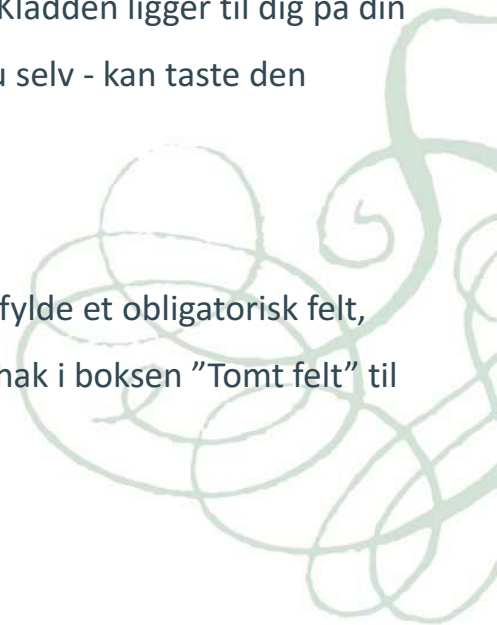 Kladden ligger til dig på din
selv - kan taste den
fylde et obligatorisk felt,
i boksen ”Tomt felt” til